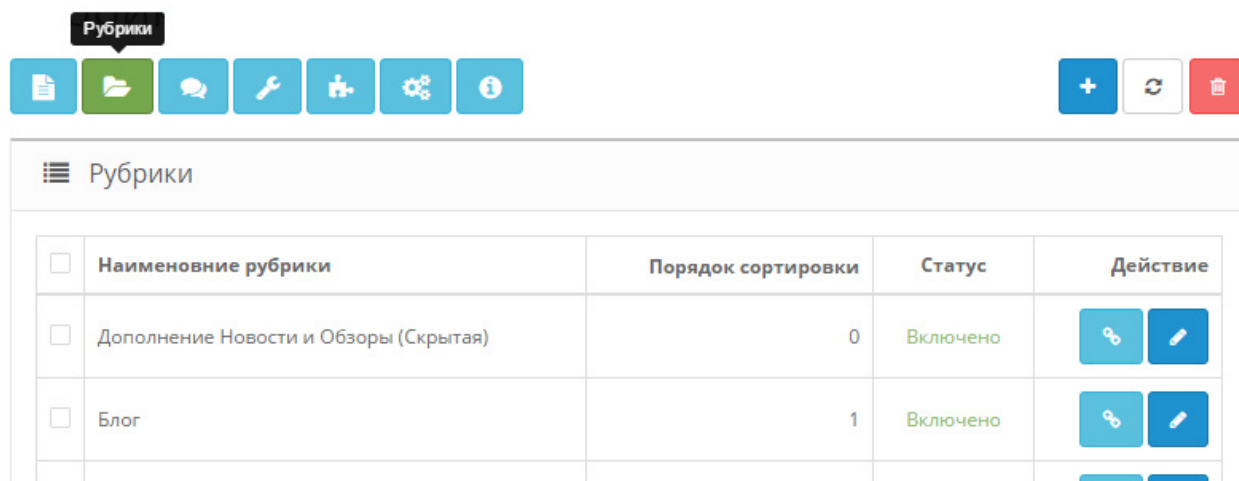 Рубрики
Рубрики
Наименовние рубрики Порядок сортировки Статус Действие
Дополнение Новости и Обзоры (Скрытая) 0 Включено
Блог 1 Включено